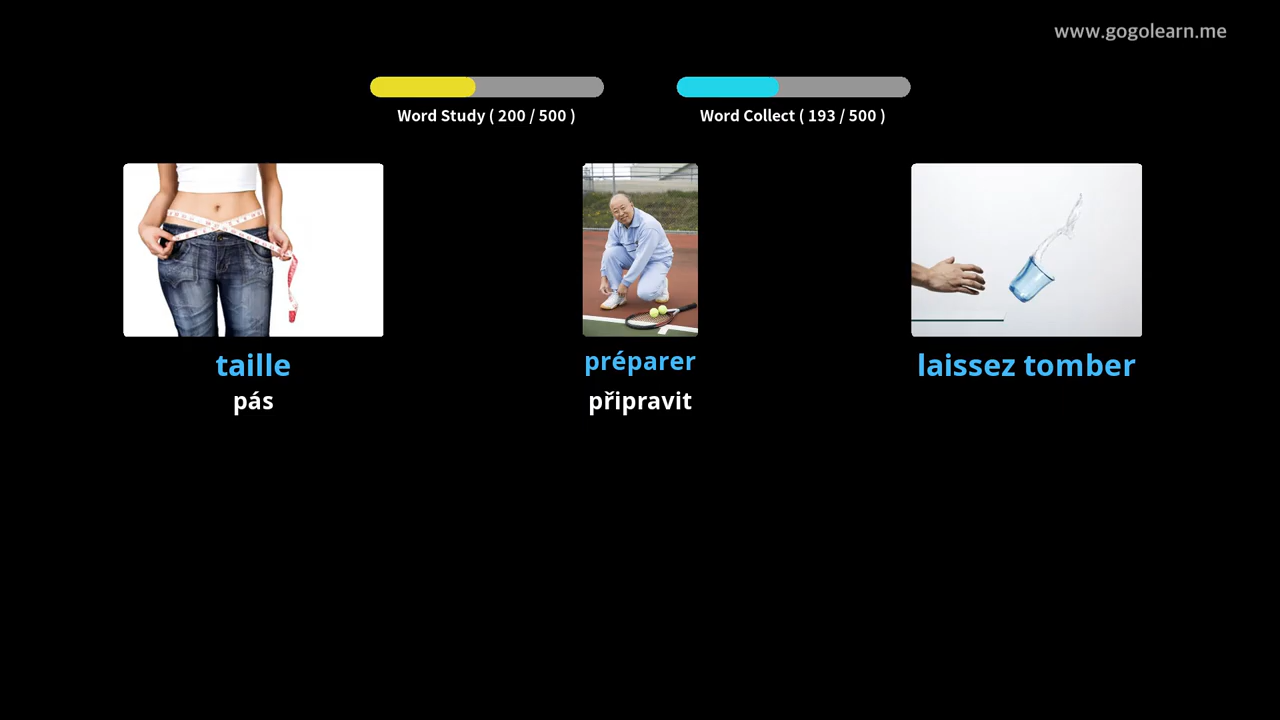 www.gogolearn.me
Word Study ( 200 / 500 )
Word Collect ( 193 / 500 )
taille
pás
préparer
připravit
laissez tomber